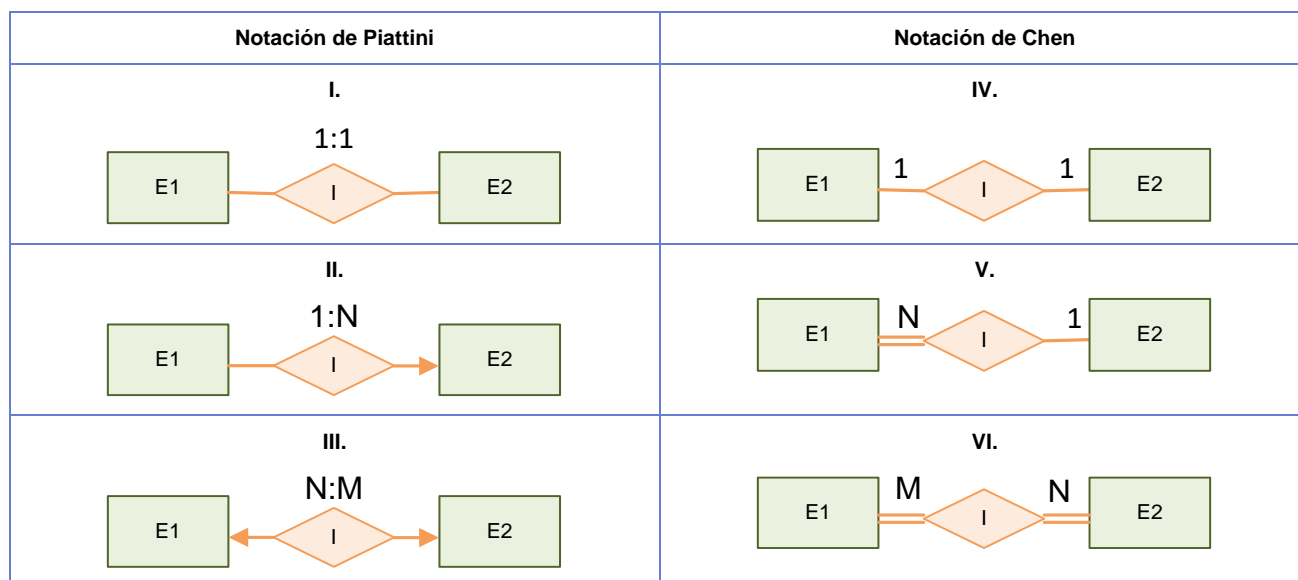 Notación de Piattini
Notación de Chen
I.
1:1
E1
I
E2
IV.
1
1
E1
I
E2
II.
1:N
E1
I
E2
V.
N
1
E1
I
E2
III.
N:M
E1
I
E2
VI.
M
N
E1
I
E2